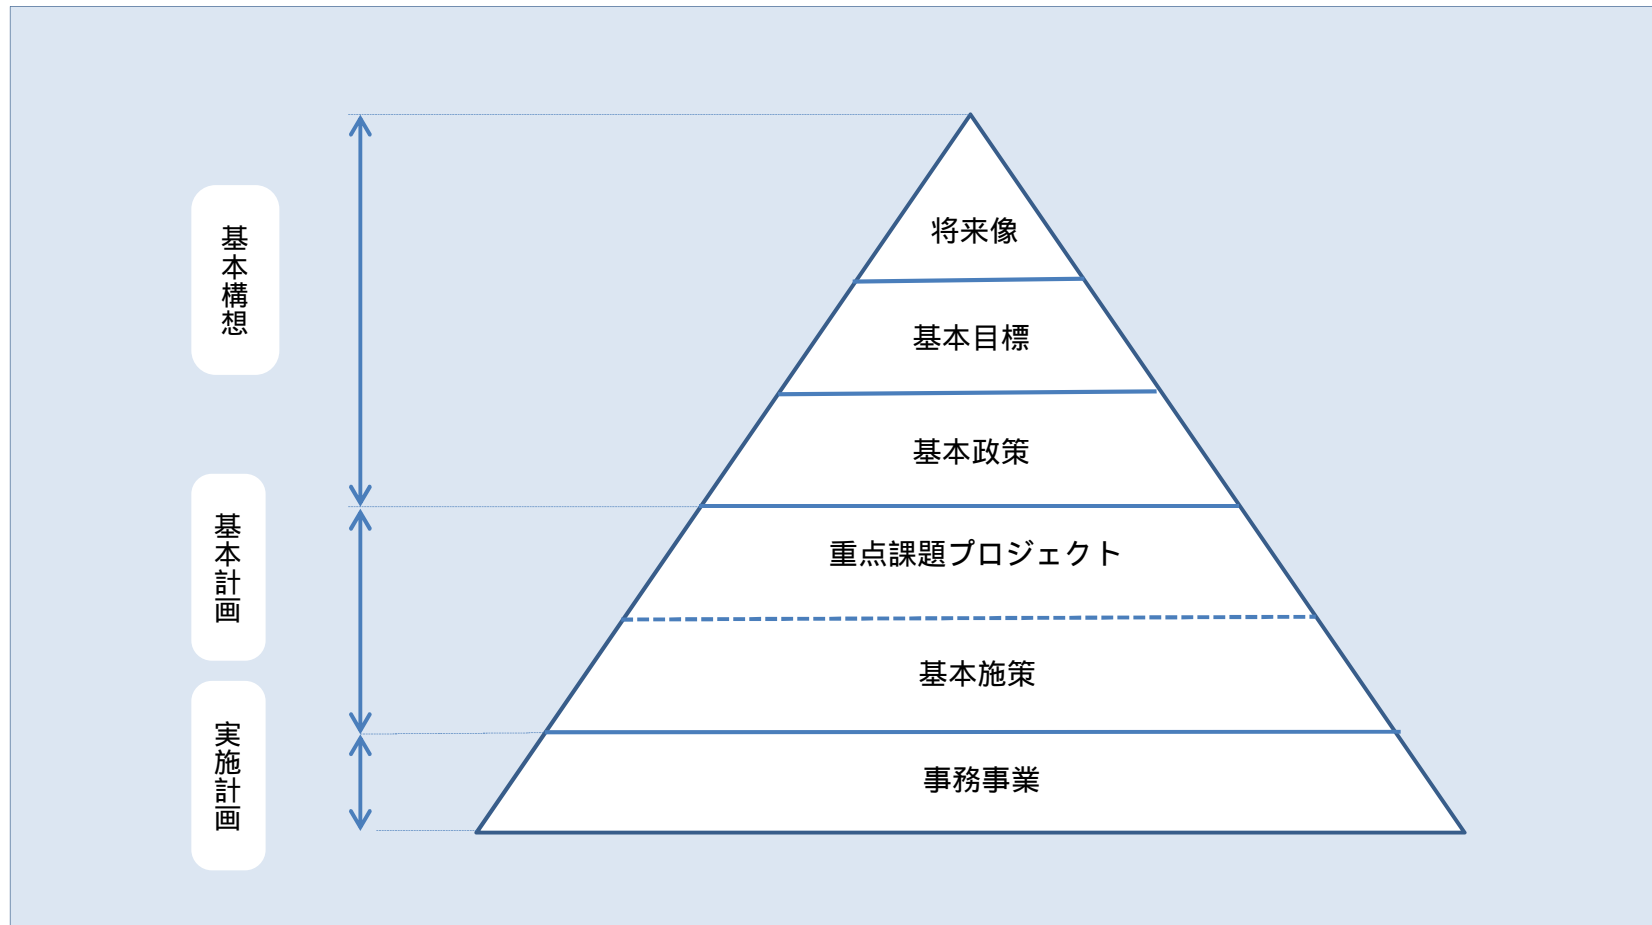 基本構想
将来像
基本目標
基本政策
基本計画
重点課題プロジェクト
基本施策
実施計画
事務事業